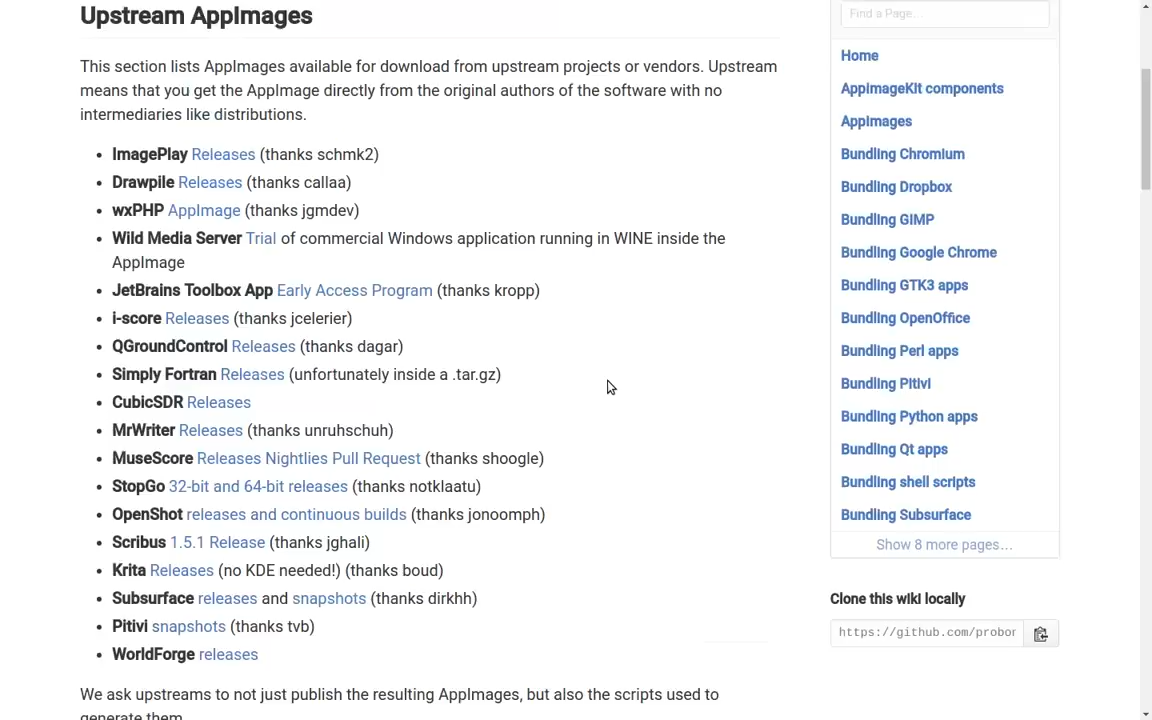 Upstream AppImages
This section lists AppImages available for download from upstream projects or vendors. Upstream
means that you get the AppImage directly from the original authors of the software with no
intermediaries like distributions.
ImagePlay Releases (thanks schmk2)
Drawpile Releases (thanks callaa)
wxPHP AppImage (thanks jgmdev)
Wild Media Server Trial of commercial Windows application running in WINE inside the
AppImage
JetBrains Toolbox App Early Access Program (thanks kropp)
i-score Releases (thanks jcelerier)
QGroundControl Releases (thanks dagar)
Simply Fortran Releases (unfortunately inside a .tar.gz)
CubicSDR Releases
MrWriter Releases (thanks unruhschuh)
MuseScore Releases Nightlies Pull Request (thanks shoogle)
StopGo 32-bit and 64-bit releases (thanks notklaatu)
OpenShot releases and continuous builds (thanks jonoomph)
Scribus 1.5.1 Release (thanks jghali)
Krita Releases (no KDE needed!) (thanks boud)
Subsurface releases and snapshots (thanks dirkhh)
Pitivi snapshots (thanks tvb)
WorldForge releases
We ask upstreams to not just publish the resulting AppImages, but also the scripts used to
generate them
Find a Page…
Home
AppImageKit components
AppImages
Bundling Chromium
Bundling Dropbox
Bundling GIMP
Bundling Google Chrome
Bundling GTK3 apps
Bundling OpenOffice
Bundling Perl apps
Bundling Pitivi
Bundling Python apps
Bundling Qt apps
Bundling shell scripts
Bundling Subsurface
Show 8 more pages…
Clone this wiki locally
https://github.com/probor